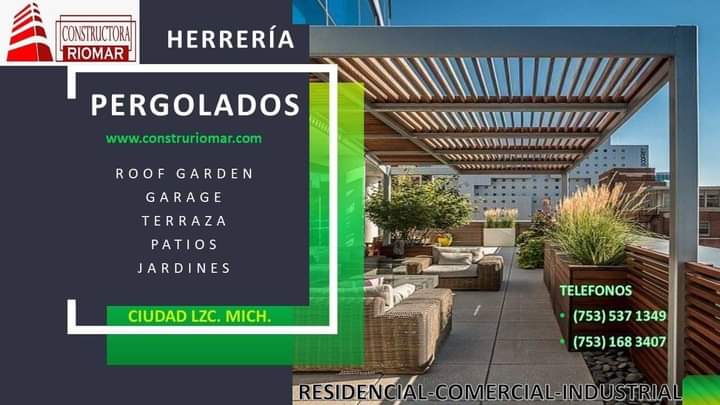 CONSTRUCTORA
RIOMAR
HERRERÍA
PERGOLADOS
www.construriomar.com
ROOF GARDEN
GARAGE
TERRAZA
PATIOS
JARDINES
CIUDAD LZC. MICH.
TELEFONOS
• (753) 537 1349
• (753) 168 3407
RESIDENCIAL-COMERCIAL-INDUSTRIAL